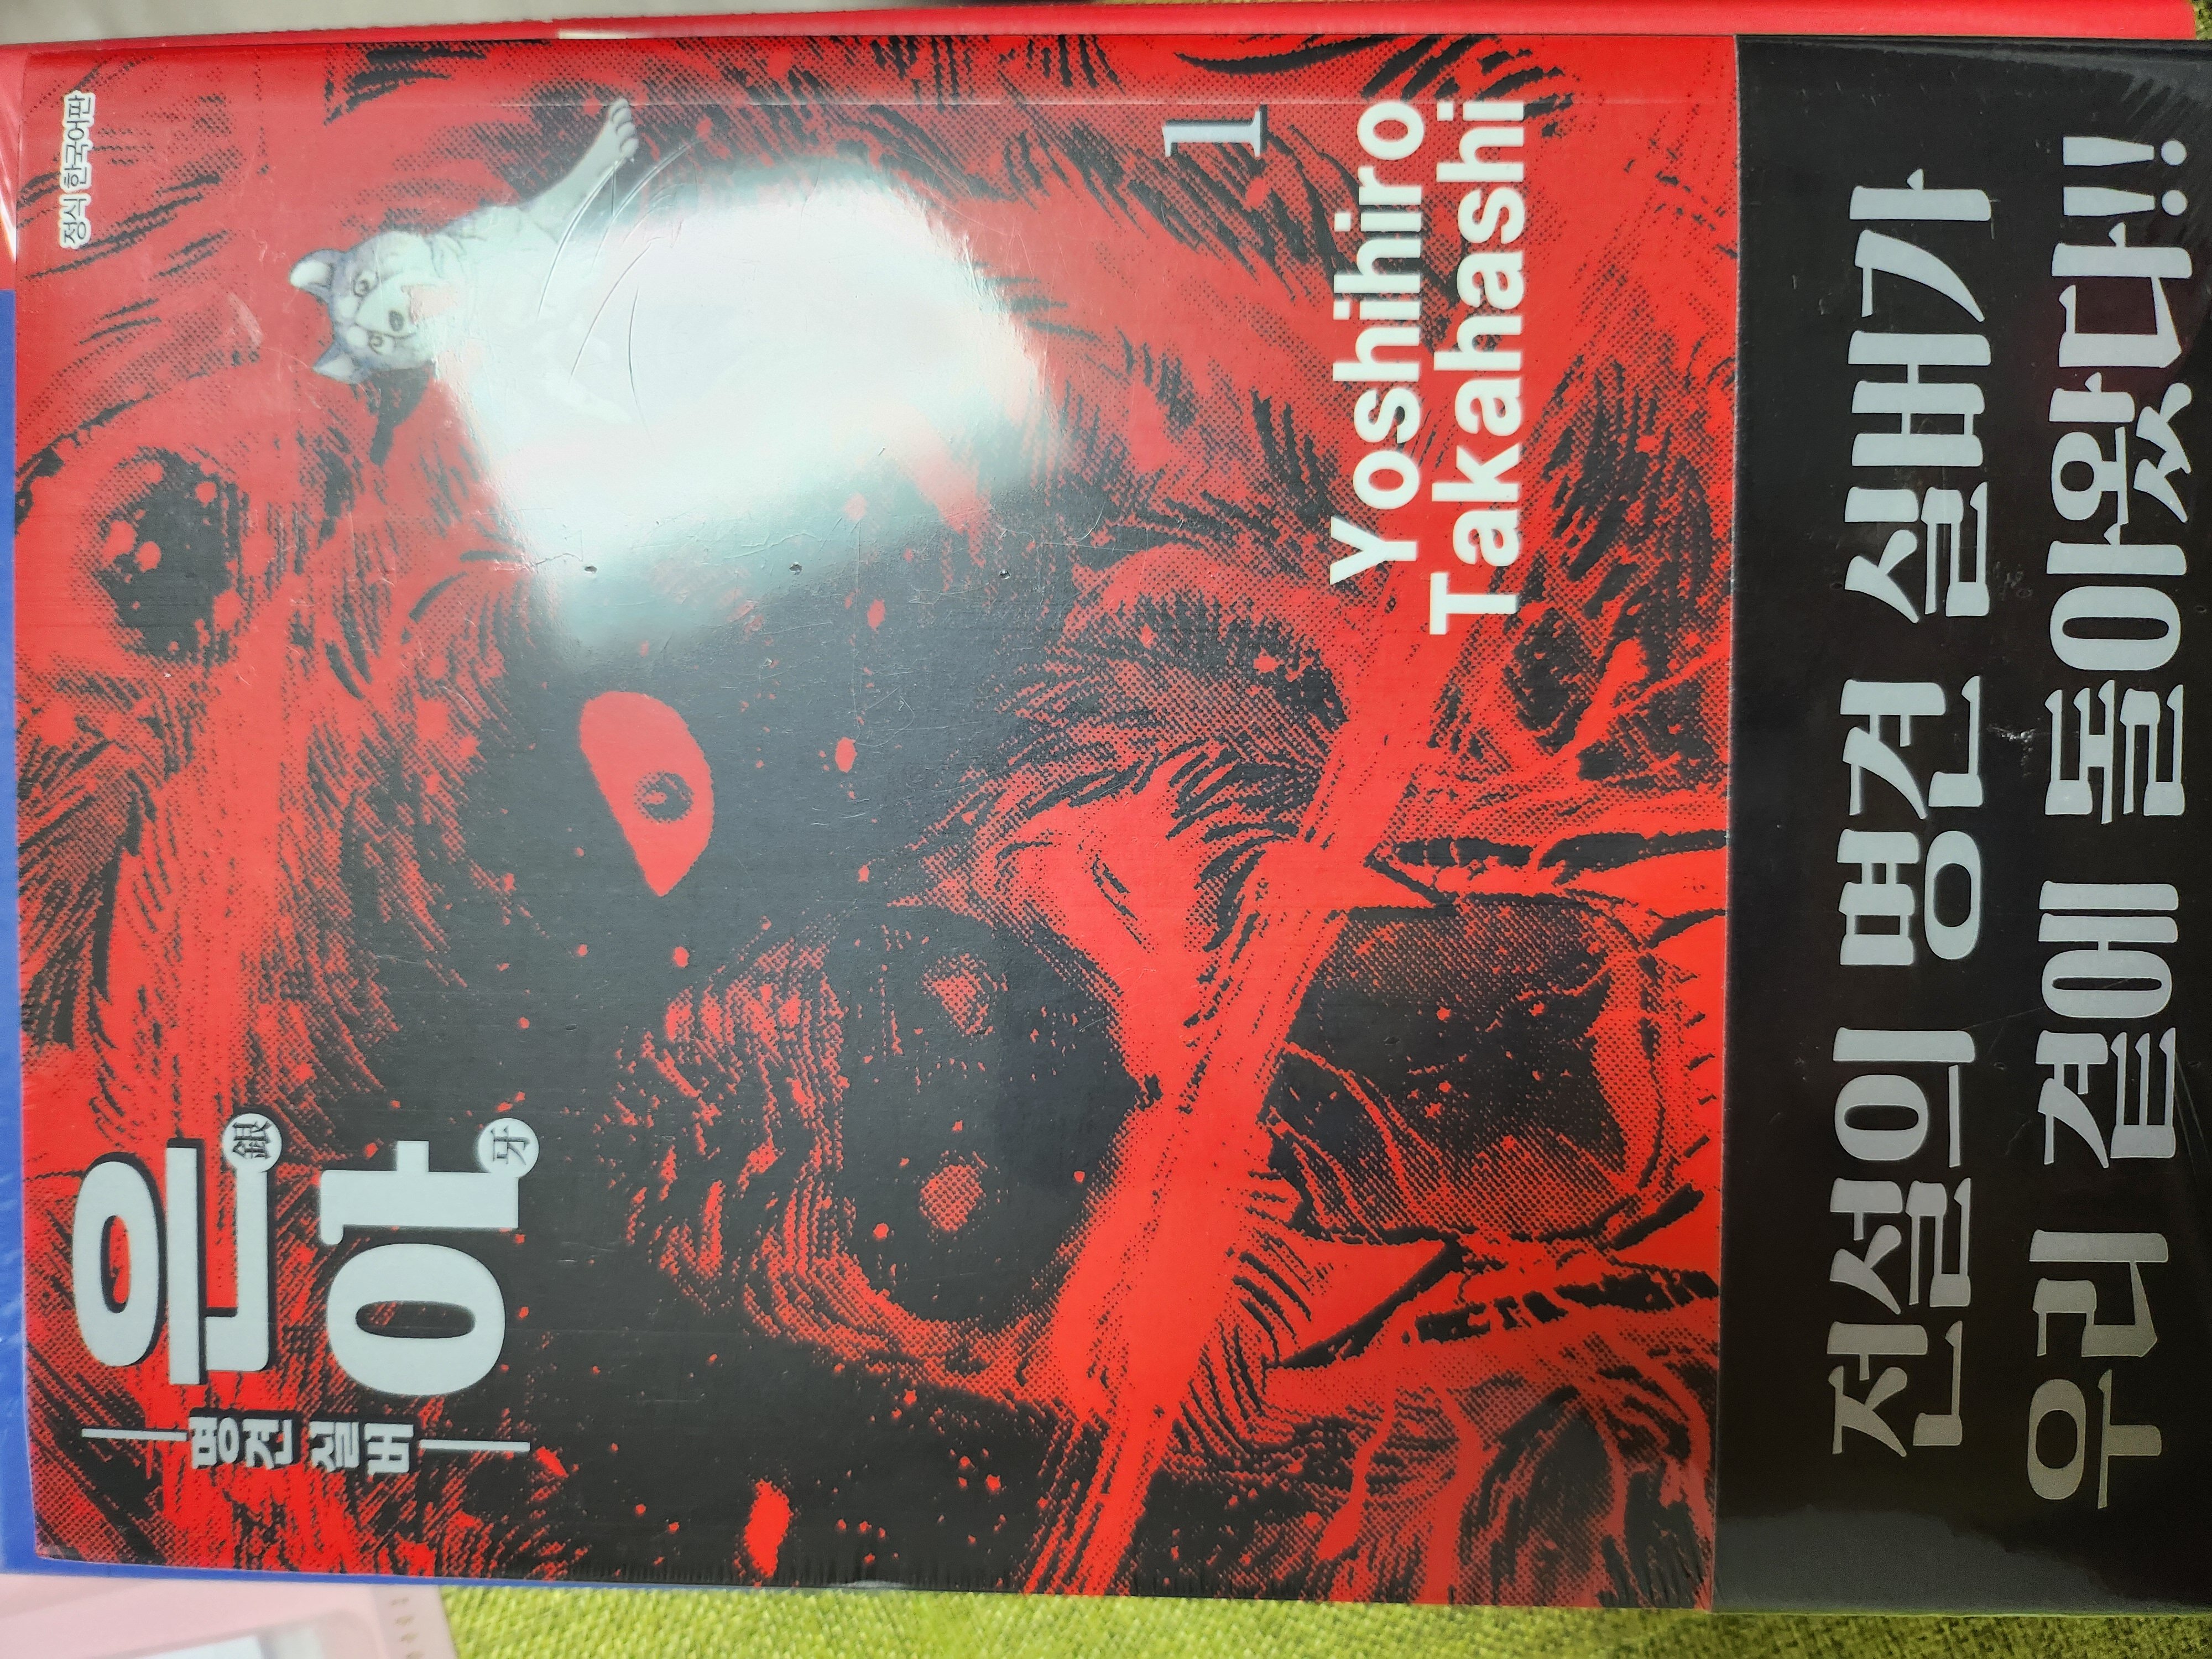 정식 한국어판
명견 실버
은銀
아牙
1
Yoshihiro
Takahashi
전설의 명견 실버가
우리 곁에 돌아왔다!!